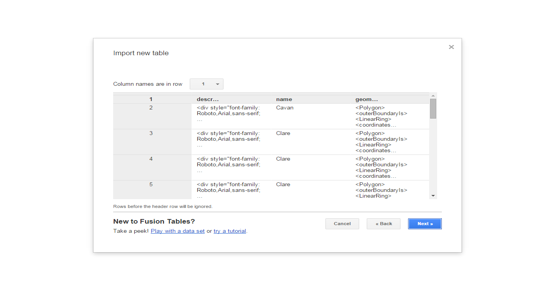 Import new table
Column names are in row 1
1 descr... name geom...
2 <div style="font-family: Cavan <Polygon>
Roboto,Arial,sans-serif; <outerBoundaryIs>
... <LinearRing>
<coordinates...
3 <div style="font-family: Clare <Polygon>
Roboto,Arial,sans-serif; <outerBoundaryIs>
... <LinearRing>
<coordinates...
4 <div style="font-family: Clare <Polygon>
Roboto,Arial,sans-serif; <outerBoundaryIs>
... <LinearRing>
<coordinates...
5 <div style="font-family: Clare <Polygon>
Roboto,Arial,sans-serif; <outerBoundaryIs>
... <LinearRing>
Rows before the header row will be ignored.
New to Fusion Tables?
Take a peek! Play with a data set or try a tutorial.
Cancel « Back Next »